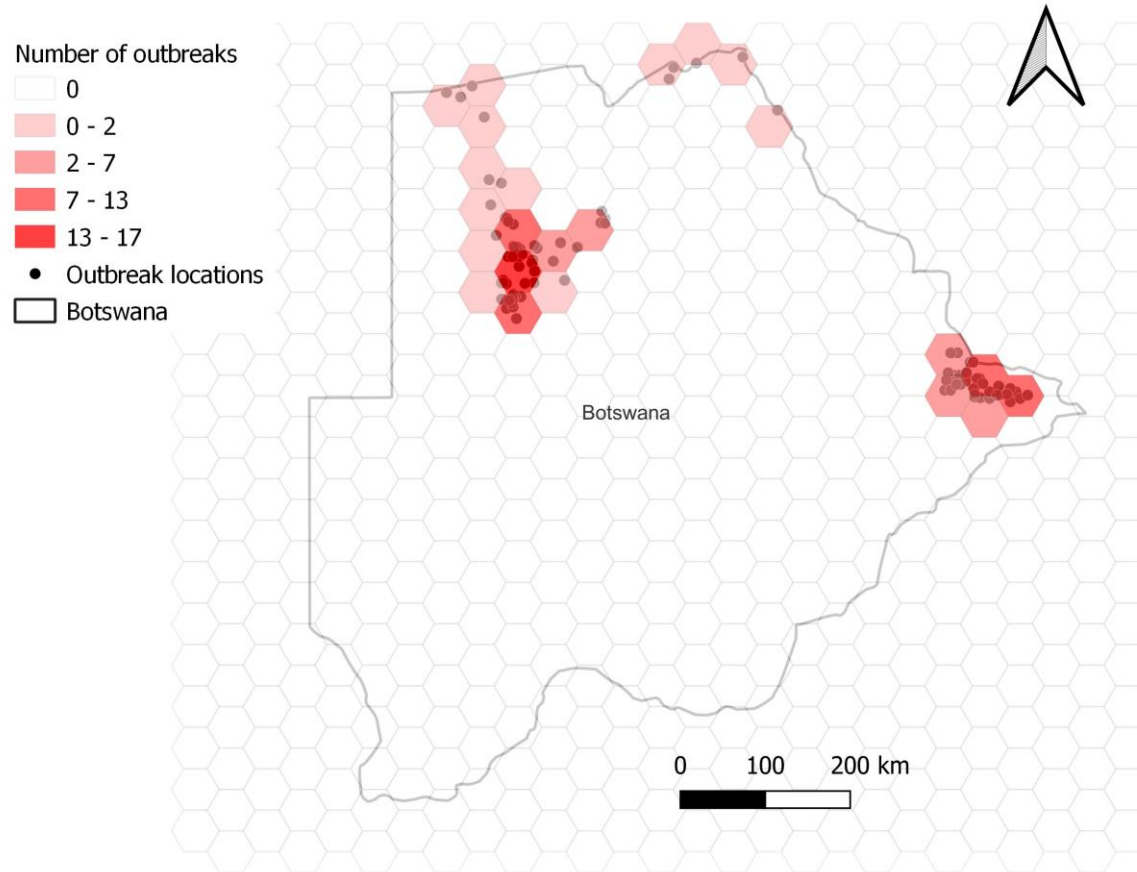 Number of outbreaks
0
0 - 2
2 - 7
7 - 13
13 - 17
Outbreak locations
Botswana
Botswana
0 100 200 km